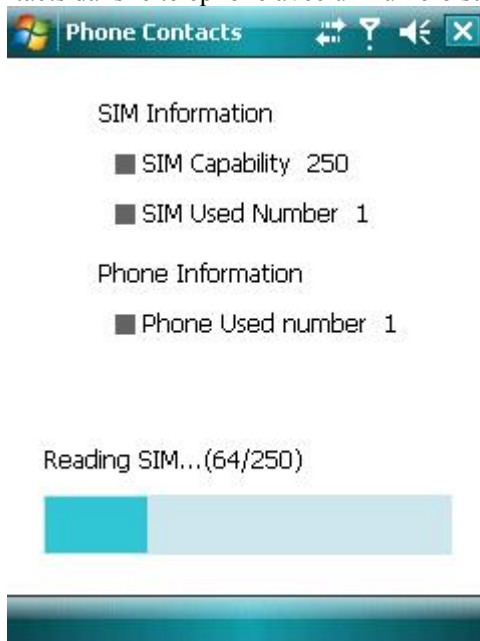 Phone Contacts
SIM Information
SIM Capability 250
SIM Used Number 1
Phone Information
Phone Used number 1
Reading SIM...(64/250)